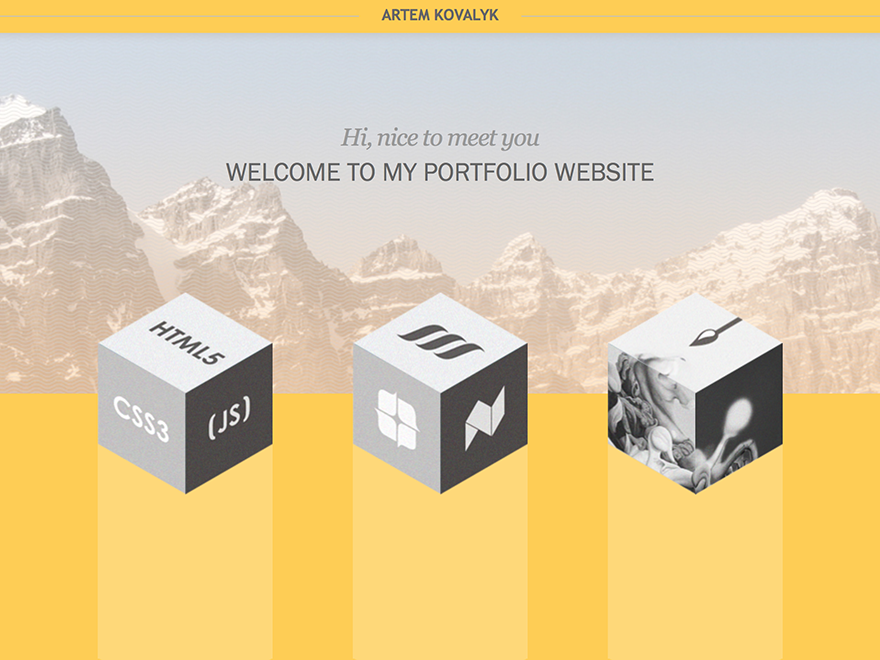 ARTEM KOVALYK
Hi, nice to meet you
WELCOME TO MY PORTFOLIO WEBSITE
HTML5
CSS3
(JS)